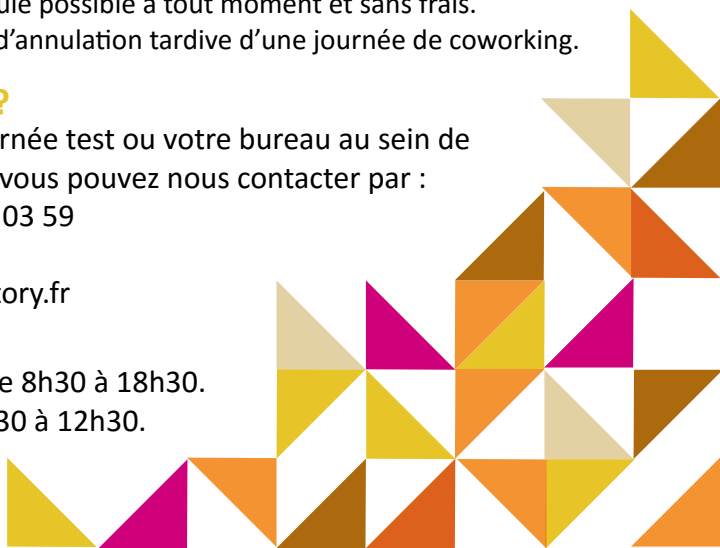 ule possible à tout moment et sans frais.
d'annulation tardive d'une journée de coworking.
?
rnée test ou votre bureau au sein de
vous pouvez nous contacter par :
03 59
tory.fr
e 8h30 à 18h30.
30 à 12h30.